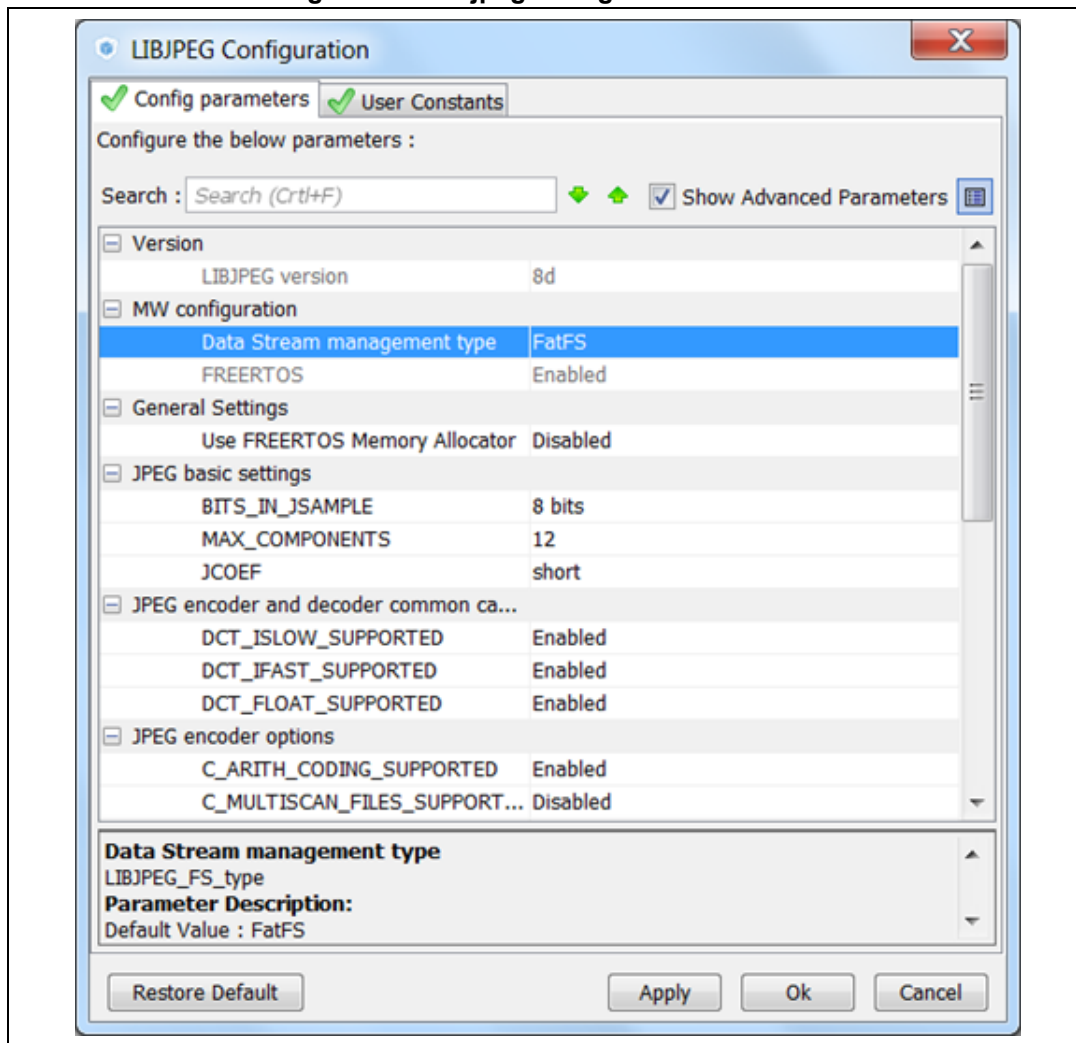 LIBJPEG Configuration
Config parameters User Constants
Configure the below parameters :
Search : Search (Crtl+F) Show Advanced Parameters
Version
LIBJPEG version 8d
MW configuration
Data Stream management type FatFS
FREERTOS Enabled
General Settings
Use FREERTOS Memory Allocator Disabled
JPEG basic settings
BITS_IN_JSAMPLE 8 bits
MAX_COMPONENTS 12
JCOEF short
JPEG encoder and decoder common ca...
DCT_ISLOW_SUPPORTED Enabled
DCT_IFAST_SUPPORTED Enabled
DCT_FLOAT_SUPPORTED Enabled
JPEG encoder options
C_ARITH_CODING_SUPPORTED Enabled
C_MULTISCAN_FILES_SUPPORT... Disabled
Data Stream management type
LIBJPEG_FS_type
Parameter Description:
Default Value : FatFS
Restore Default Apply Ok Cancel